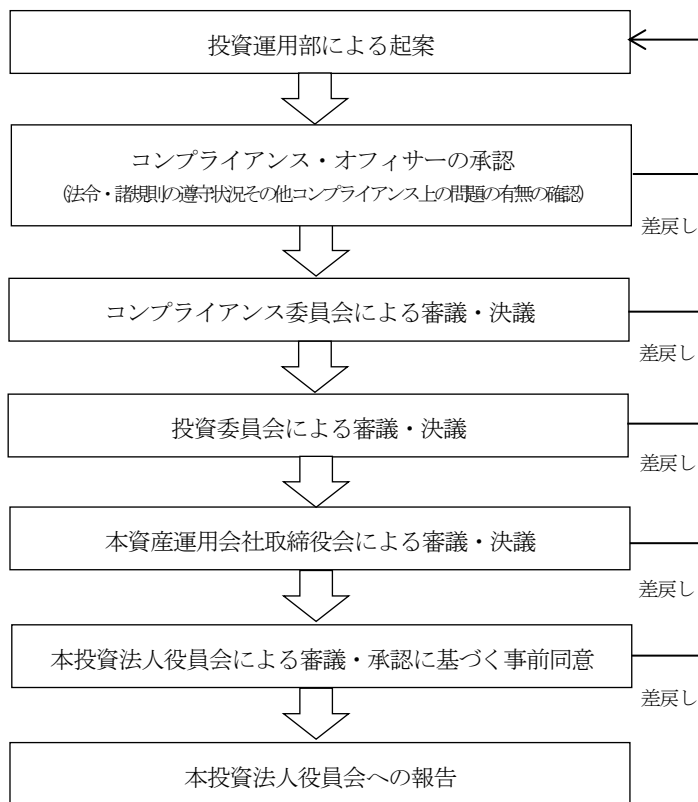 投資運用部による起案
コンプライアンス・オフィサーの承認
(法令・諸規則の遵守状況その他コンプライアンス上の問題の有無の確認)
差戻し
コンプライアンス委員会による審議・決議
差戻し
投資委員会による審議・決議
差戻し
本資産運用会社取締役会による審議・決議
差戻し
本投資法人役員会による審議・承認に基づく事前同意
差戻し
本投資法人役員会への報告